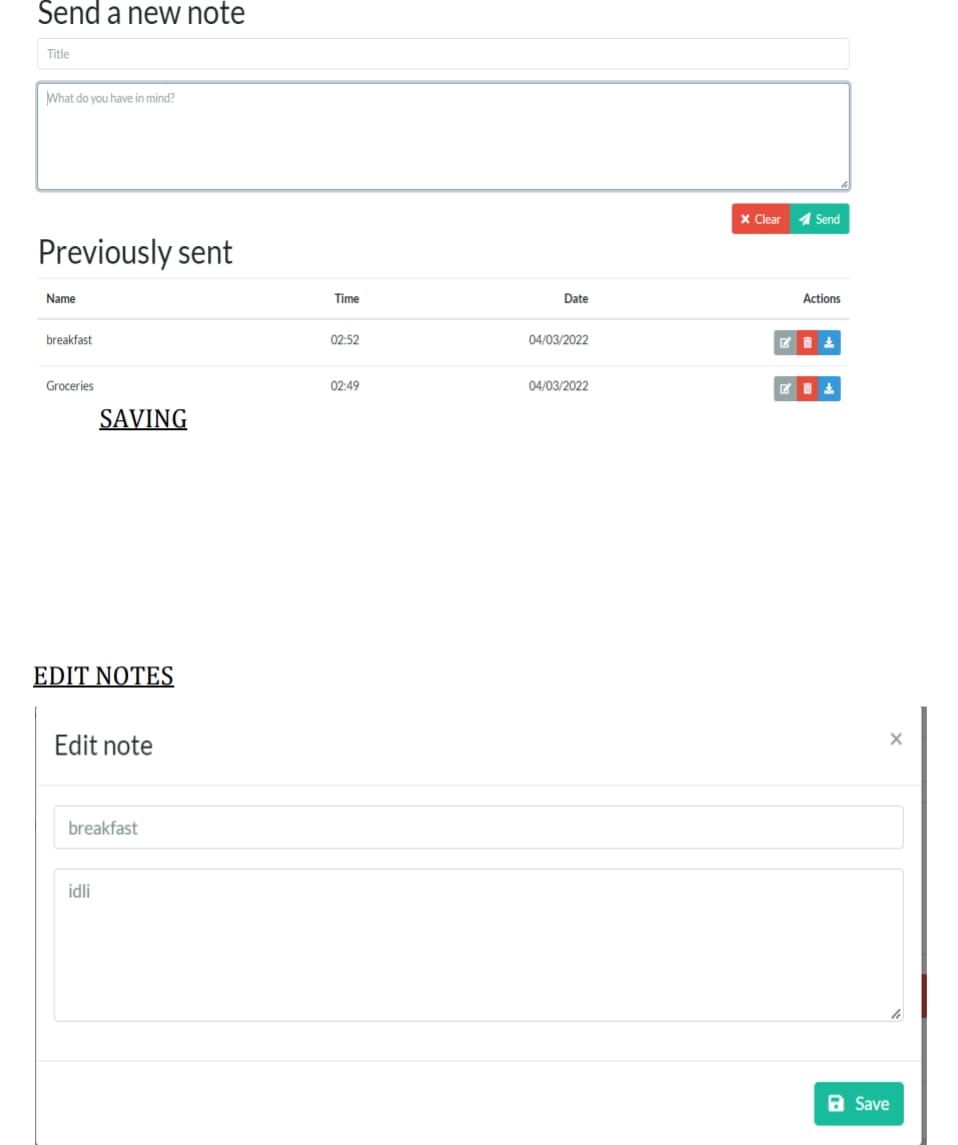 Send a new note
Title
What do you have in mind?
Clear Send
Previously sent
Name Time Date Actions
breakfast 02:52 04/03/2022
Groceries 02:49 04/03/2022
SAVING
EDIT NOTES
Edit note ×
breakfast
idli
Save